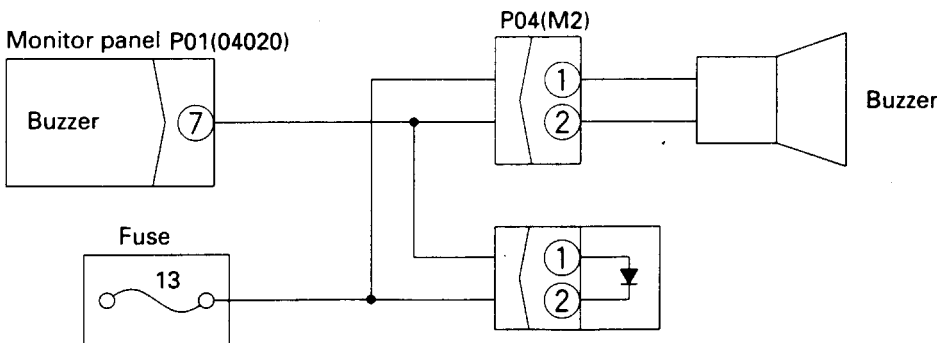 P04(M2)
Monitor panel P01(04020)
Buzzer
7
1
2
Buzzer
Fuse
13
1
2